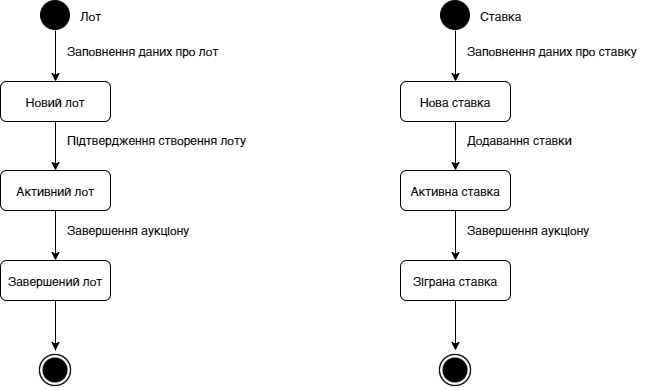 Лот
Заповнення даних про лот
Новий лот
Підтвердження створення лоту
Активний лот
Завершення аукціону
Завершений лот
Ставка
Заповнення даних про ставку
Нова ставка
Додавання ставки
Активна ставка
Завершення аукціону
Зіграна ставка